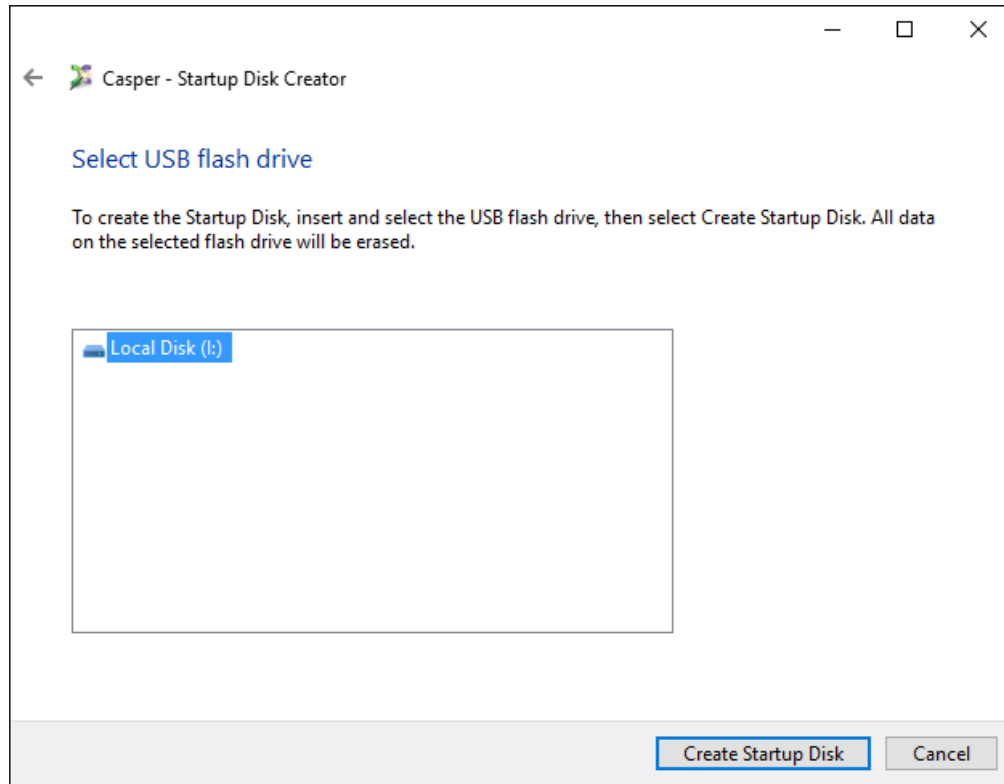 Casper - Startup Disk Creator
Select USB flash drive
To create the Startup Disk, insert and select the USB flash drive, then select Create Startup Disk. All data
on the selected flash drive will be erased.
Local Disk (I:)
Create Startup Disk
Cancel